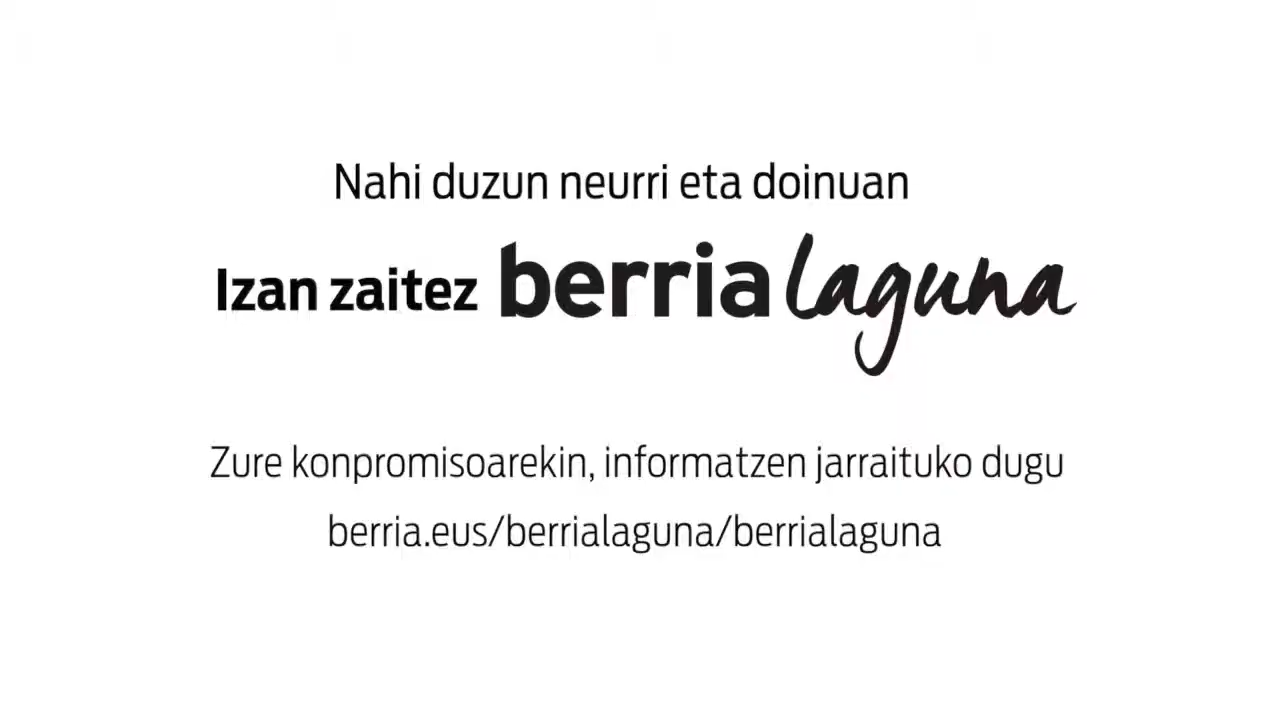 Nahi duzun neurri eta doinuan
Izan zaitez berria laguna
Zure konpromisoarekin, informatzen jarraituko dugu
berria.eus/berrialaguna/berrialaguna